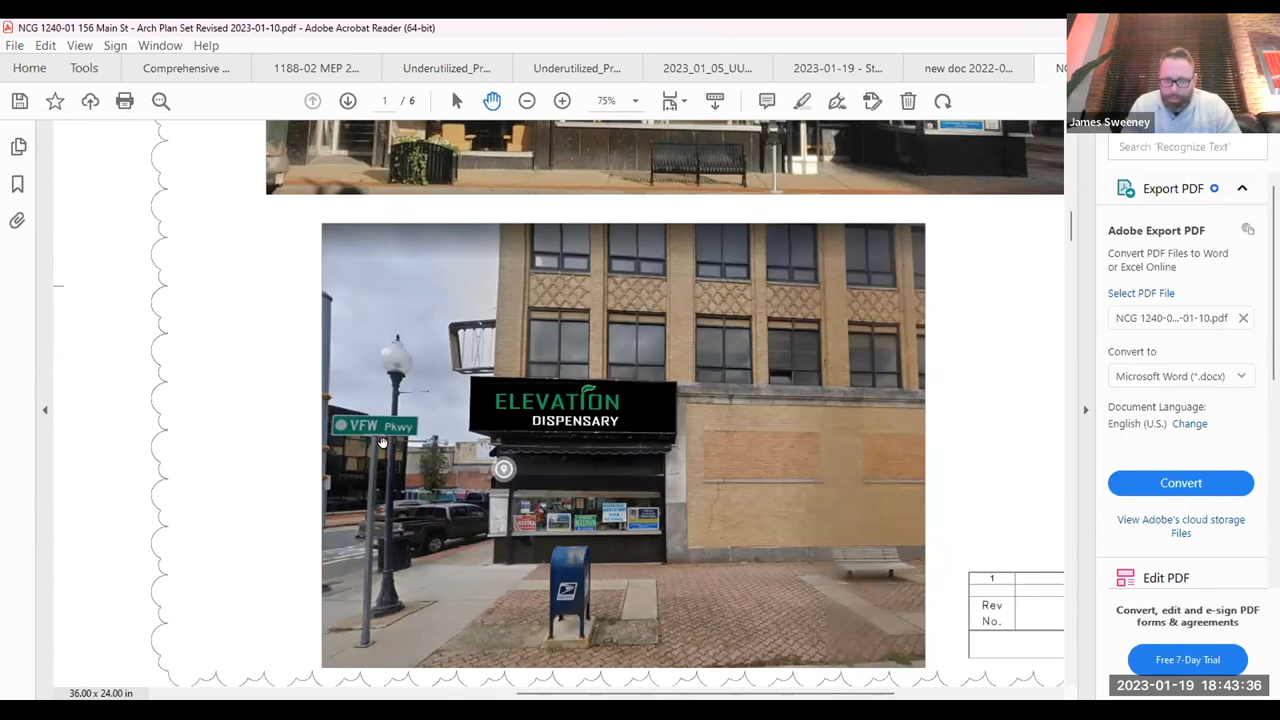 NCG 1240-01 156 Main St - Arch Plan Set Revised 2023-01-10.pdf - Adobe Acrobat Reader (64-bit)
File Edit View Sign Window Help
Home Tools Comprehensive ... 1188-02 MEP 2... Underutilized_Pr... Underutilized_Pr... 2023_01_05_UU... 2023-01-19 - St... new doc 2022-0...
1 / 6 75%
James Sweeney
Search 'Recognize Text'
Export PDF
Adobe Export PDF
Convert PDF Files to Word
or Excel Online
Select PDF File
NCG 1240-0...-01-10.pdf
Convert to
Microsoft Word (*.docx)
Document Language:
English (U.S.) Change
Convert
View Adobe's cloud storage
Files
Edit PDF
Convert, edit and e-sign PDF
forms & agreements
Free 7-Day Trial
2023-01-19 18:43:36
ELEVATION
DISPENSARY
VFW Pkwy
1
Rev
No.
36.00 x 24.00 in